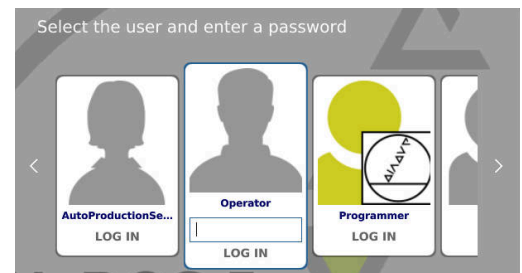 Select the user and enter a password
AutoProductionSe...
LOG IN
Operator
LOG IN
Programmer
LOG IN